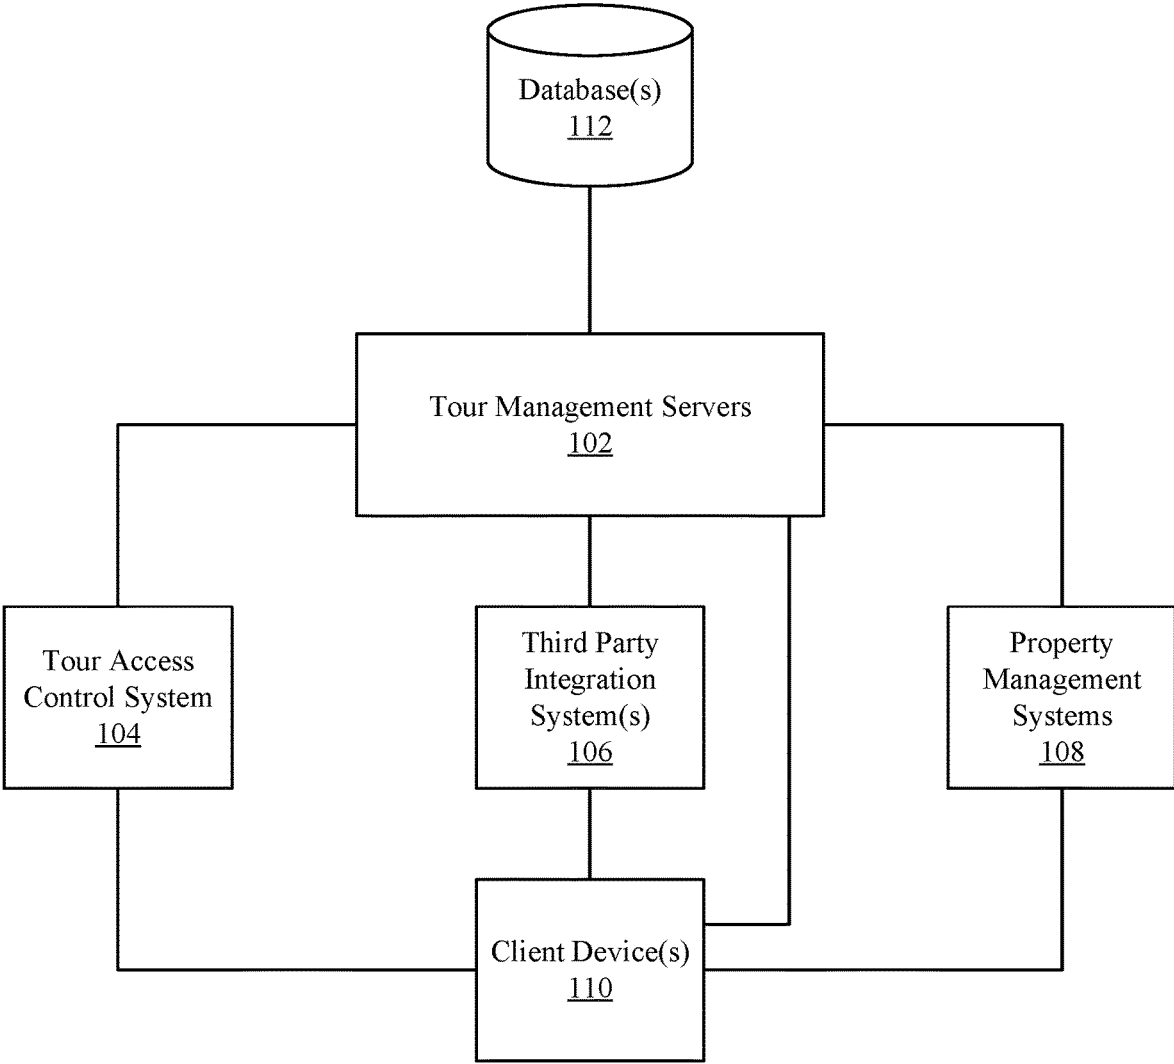 Database(s)
112
Tour Management Servers
102
Tour Access
Control System
104
Third Party
Integration
System(s)
106
Property
Management
Systems
108
Client Device(s)
110